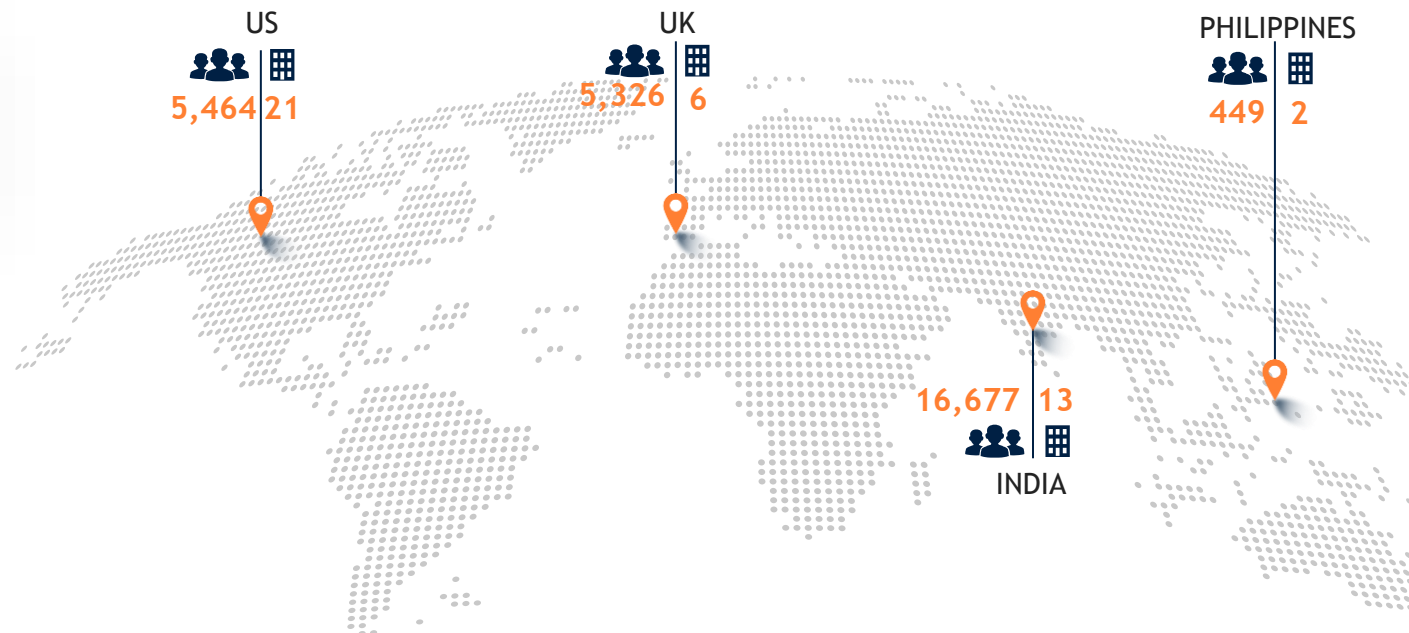 US
5,464 21
UK
5,326 6
PHILIPPINES
449 2
16,677 13
INDIA